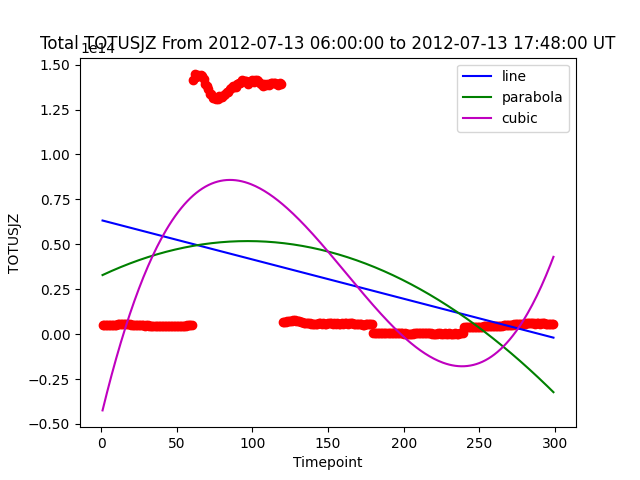 Total TOTUSJZ From 2012-07-13 06:00:00 to 2012-07-13 17:48:00 UT
1e14
line
parabola
cubic
1.50
1.25
1.00
0.75
0.50
0.25
0.00
−0.25
−0.50
TOTUSJZ
0 50 100 150 200 250 300
Timepoint